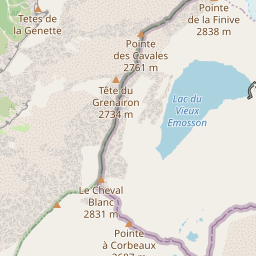 Tetes de
la Genette
Pointe
de la Finive
2838 m
Pointe
des Cavales
2761 m
Tête du
Grenairon
2734 m
Lac du
Vieux
Emosson
Le Cheval
Blanc
2831 m
Pointe
à Corbeaux